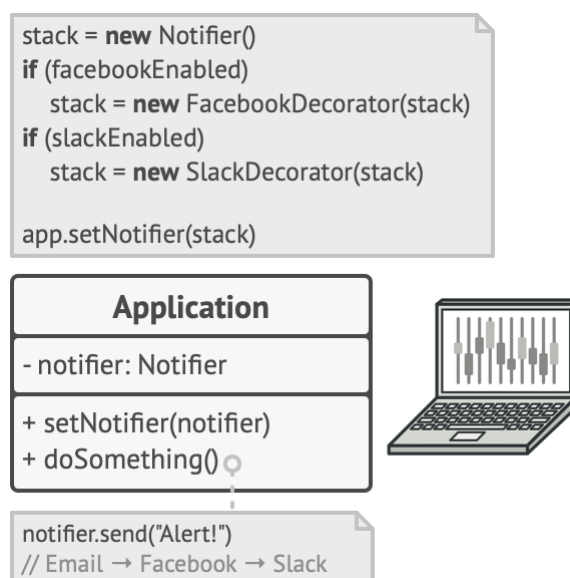 stack = new Notifier()
if (facebookEnabled)
stack = new FacebookDecorator(stack)
if (slackEnabled)
stack = new SlackDecorator(stack)
app.setNotifier(stack)
Application
- notifier: Notifier
+ setNotifier(notifier)
+ doSomething()
notifier.send("Alert!")
// Email → Facebook → Slack